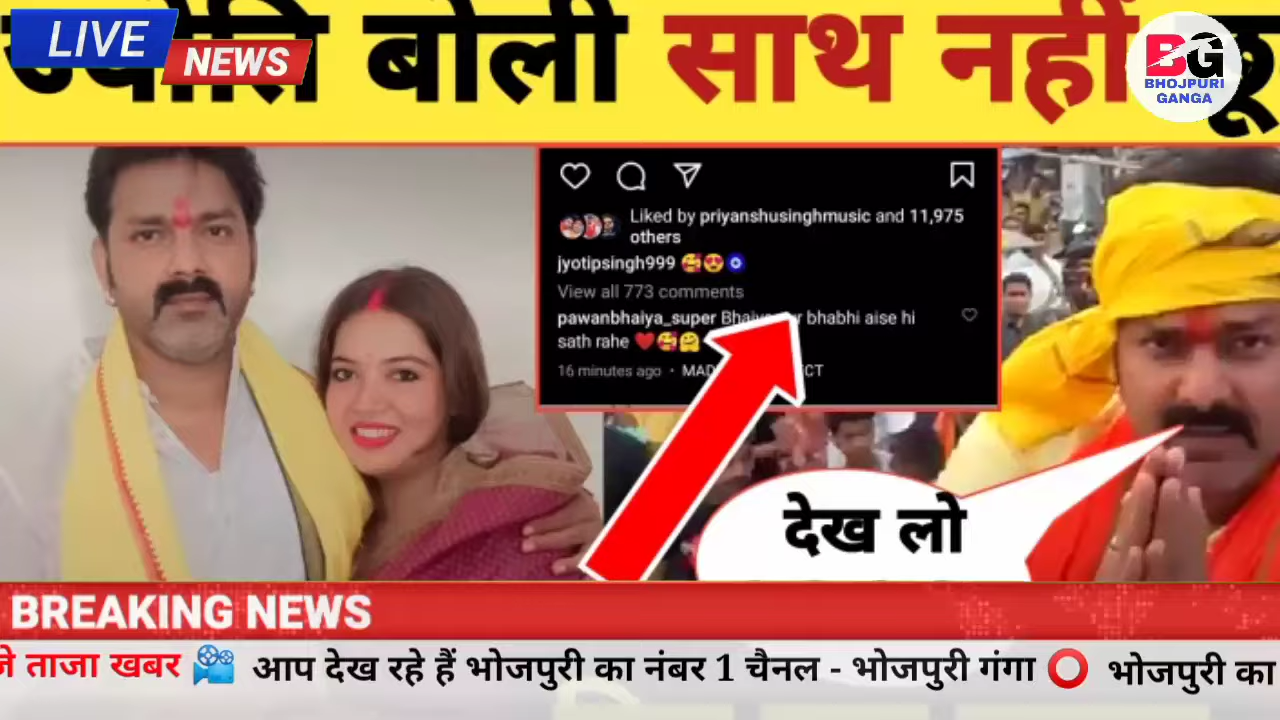 LIVE
NEWS
ज्योति बोली साथ नहीं
BG
BHOJPURI
GANGA
Liked by priyanshusinghmusic and 11,975
others
jyotipsingh999 🥰😍🧿
View all 773 comments
pawanbhaiya_super bhabhi aise hi
sath rahe ❤️🥰🤗
16 minutes ago •
देख लो
BREAKING NEWS
ताजा खबर 🎥 आप देख रहे हैं भोजपुरी का नंबर 1 चैनल - भोजपुरी गंगा ⭕ भोजपुरी का